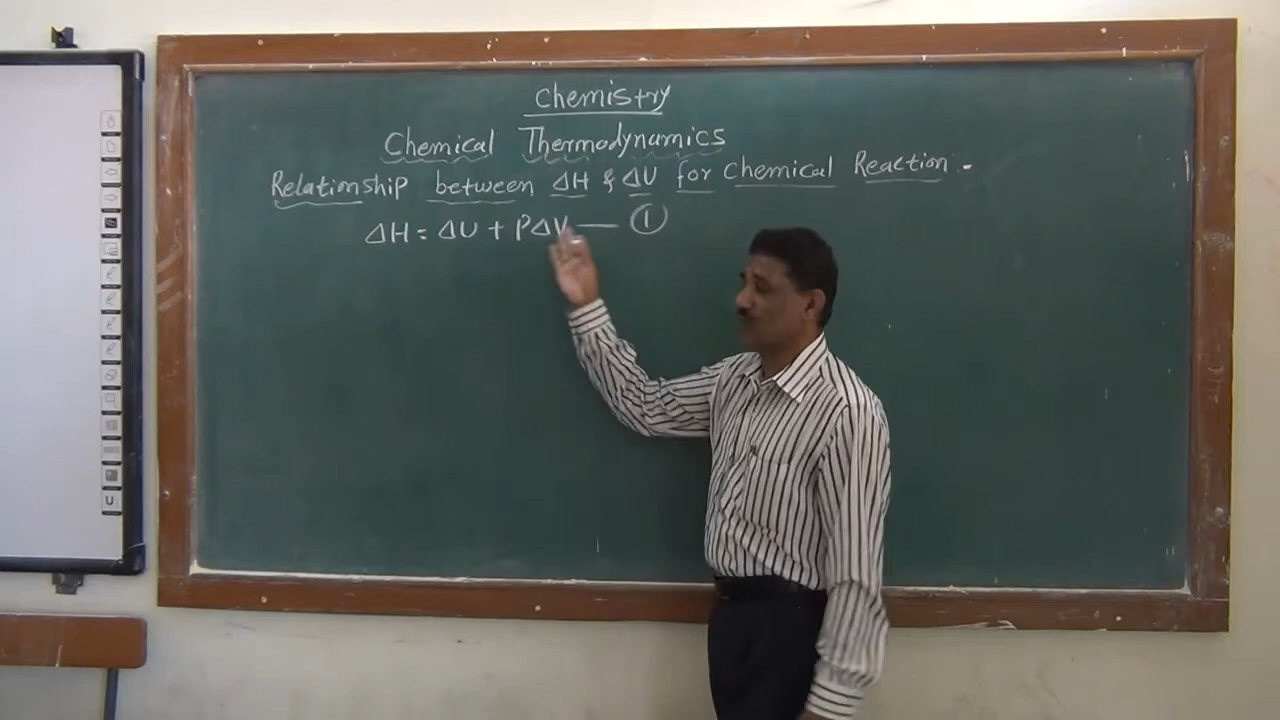 Chemistry
Chemical Thermodynamics
Relationship between ΔH & ΔU for Chemical Reaction.
ΔH = ΔU + PΔV — ①